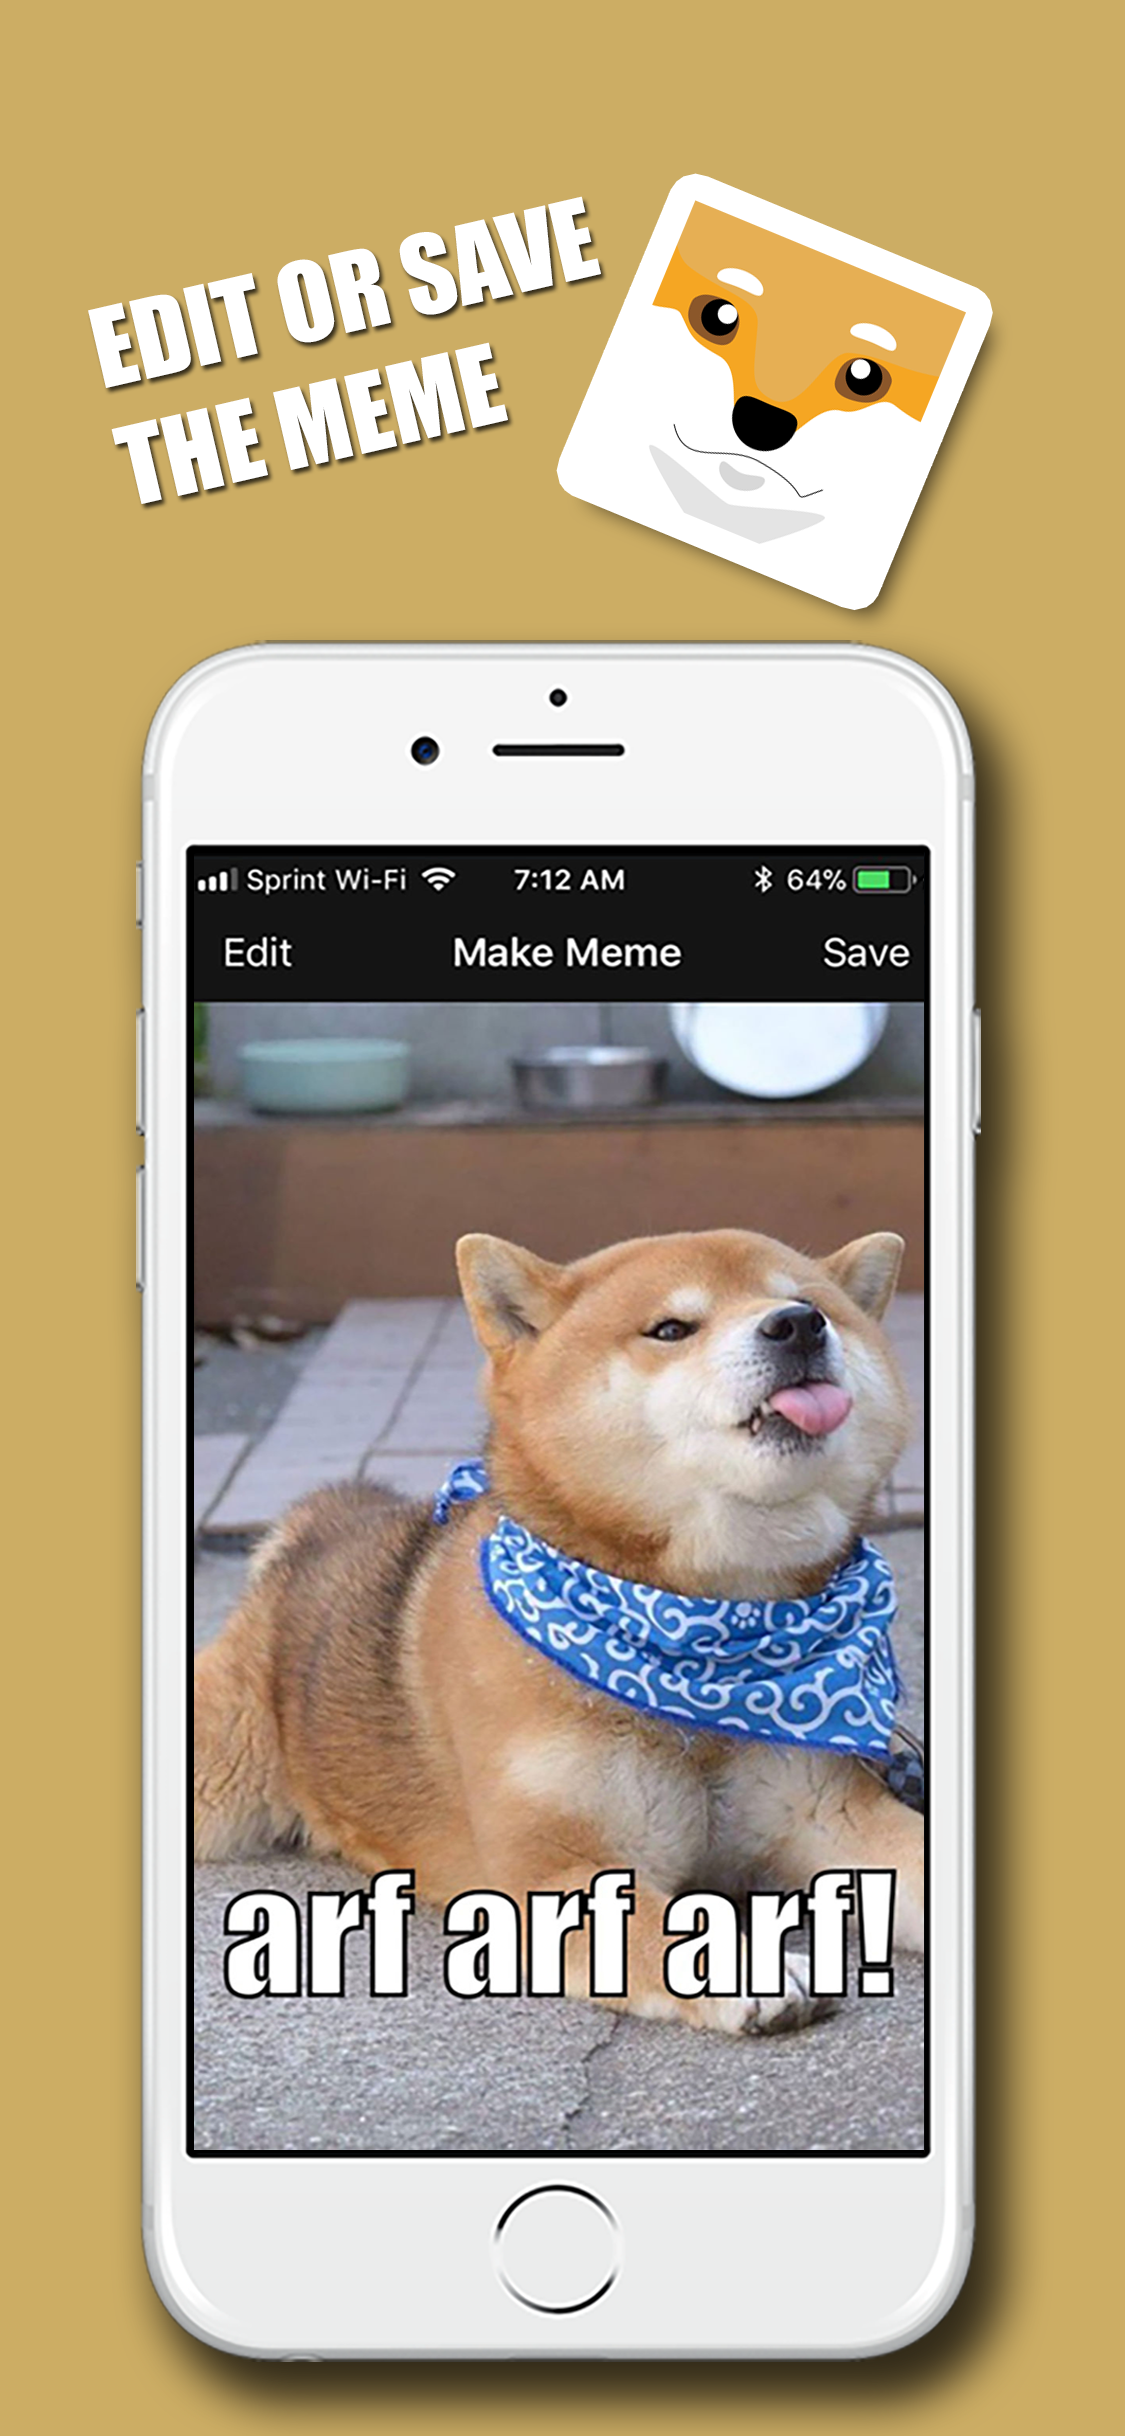 EDIT OR SAVE
THE MEME
Sprint Wi-Fi 7:12 AM 64%
Edit Make Meme Save
arf arf arf!